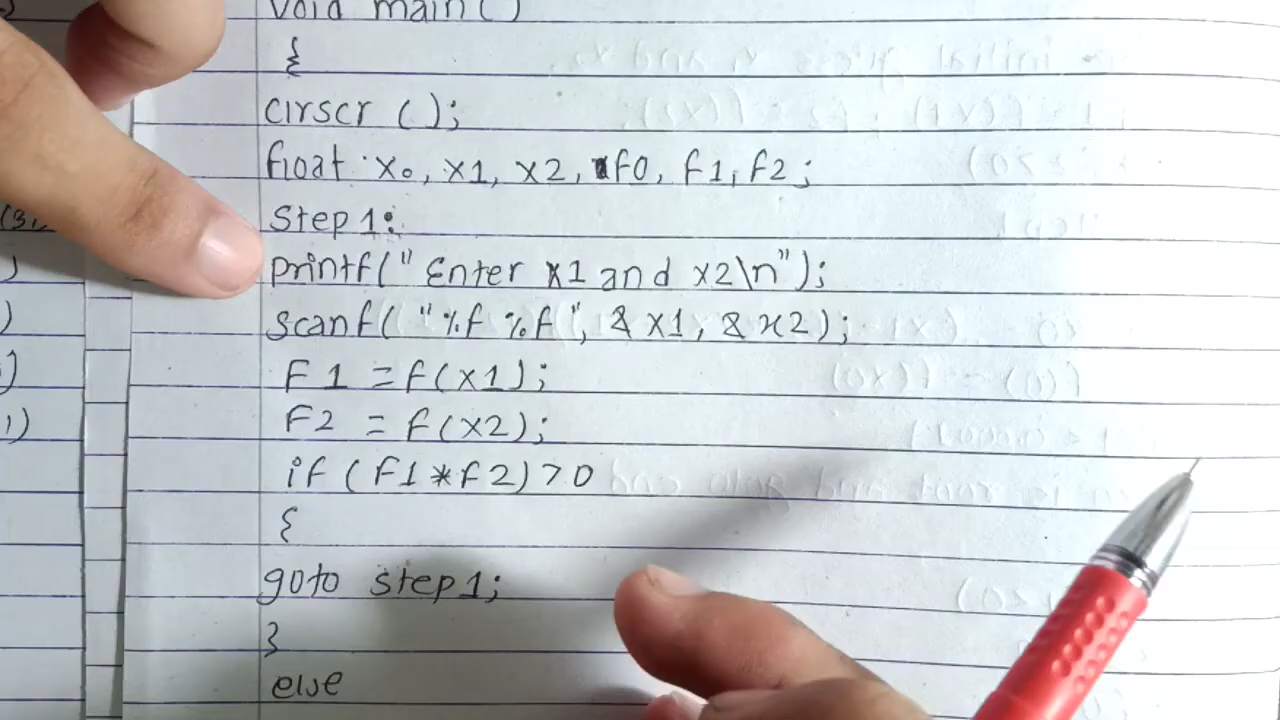 void main()
{
clrscr ();
float x0, x1, x2, f0, f1, f2;
Step 1:
printf(" Enter x1 and x2\n");
scanf( "%f %f", & x1, & x2);
F1 = f(x1);
F2 = f(x2);
if (F1*f2) > 0
{
goto step1;
}
else